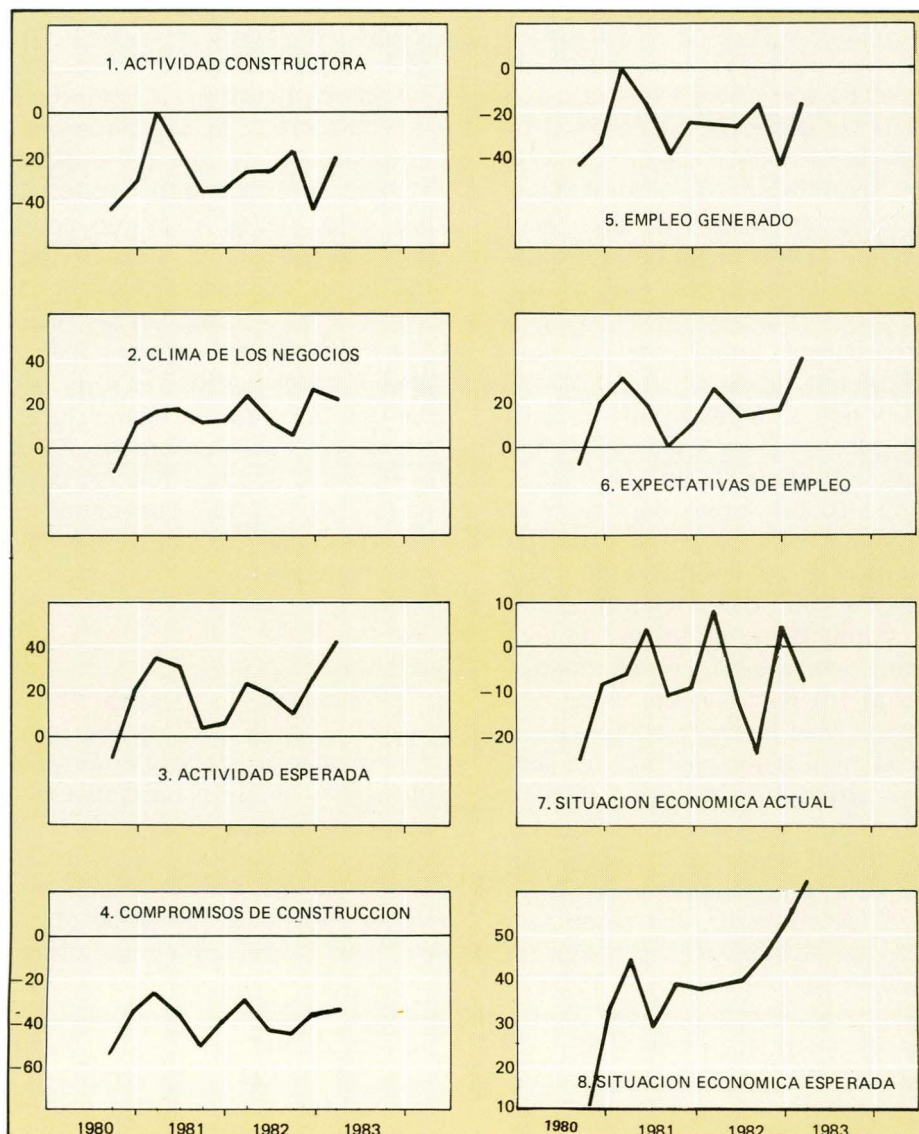 1. ACTIVIDAD CONSTRUCTORA
0
−20
−40
2. CLIMA DE LOS NEGOCIOS
40
20
0
3. ACTIVIDAD ESPERADA
40
20
0
4. COMPROMISOS DE CONSTRUCCION
0
−20
−40
−60
1980 1981 1982 1983
5. EMPLEO GENERADO
0
−20
−40
6. EXPECTATIVAS DE EMPLEO
20
0
7. SITUACION ECONOMICA ACTUAL
10
0
−10
−20
8. SITUACION ECONOMICA ESPERADA
50
40
30
20
10
1980 1981 1982 1983